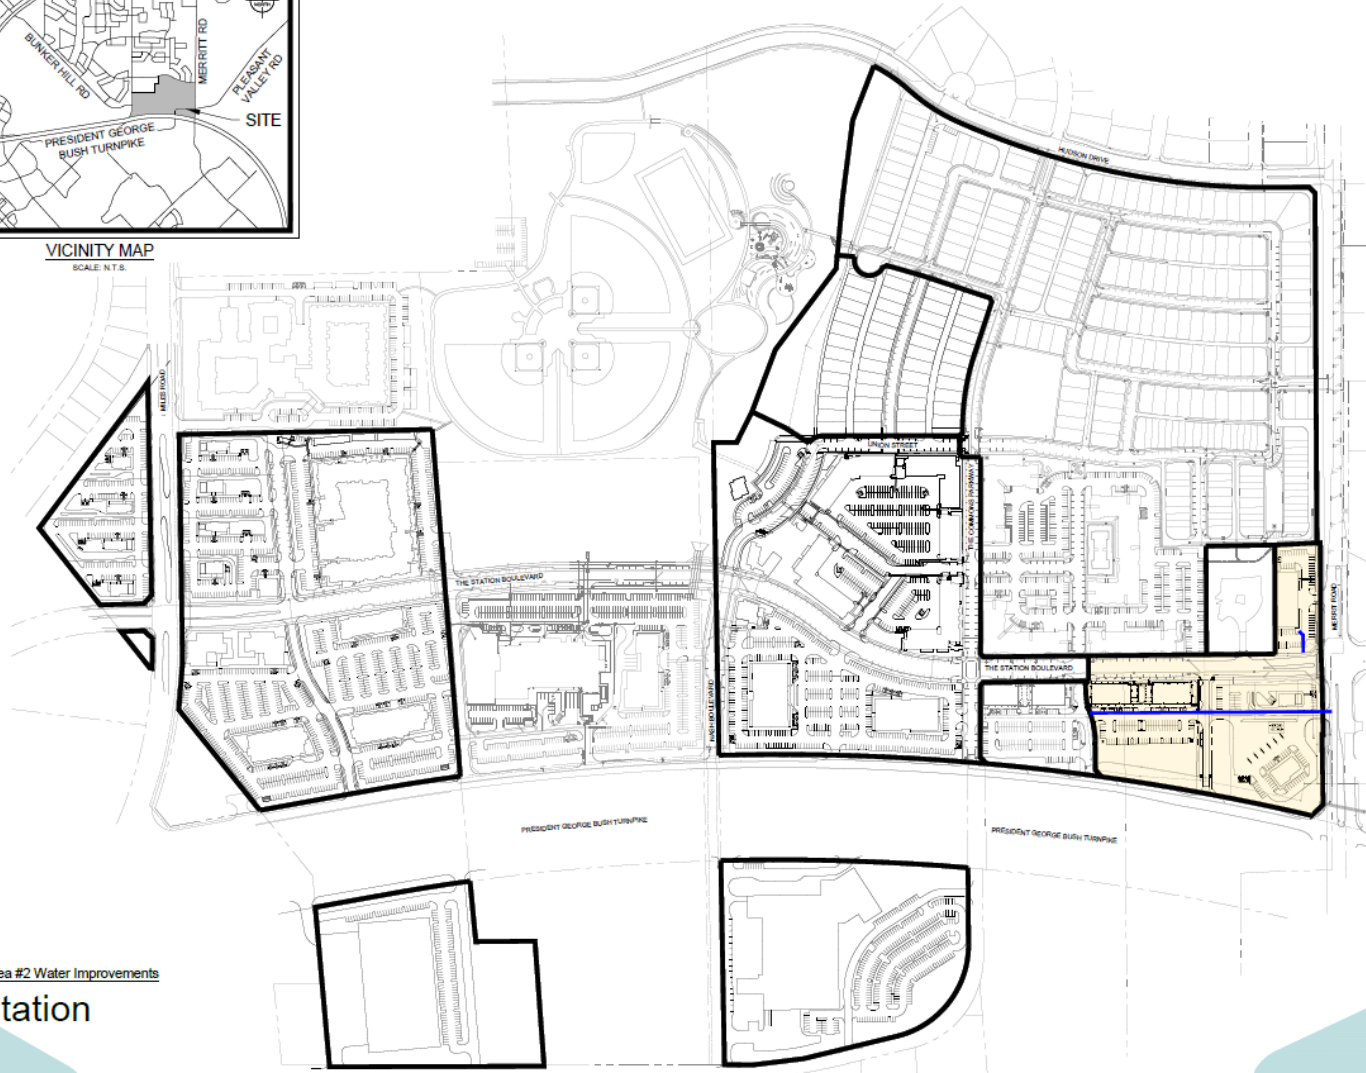 NORTH
BUNKER HILL RD
MERRITT RD
PLEASANT
VALLEY RD
SITE
PRESIDENT GEORGE
BUSH TURNPIKE
VICINITY MAP
SCALE: N.T.S.
HUDSON DRIVE
MILES ROAD
UNION STREET
THE COMMONS PARKWAY
THE STATION BOULEVARD
MERRIT ROAD
THE STATION BOULEVARD
NASH BOULEVARD
PRESIDENT GEORGE BUSH TURNPIKE
PRESIDENT GEORGE BUSH TURNPIKE
ea #2 Water Improvements
tation